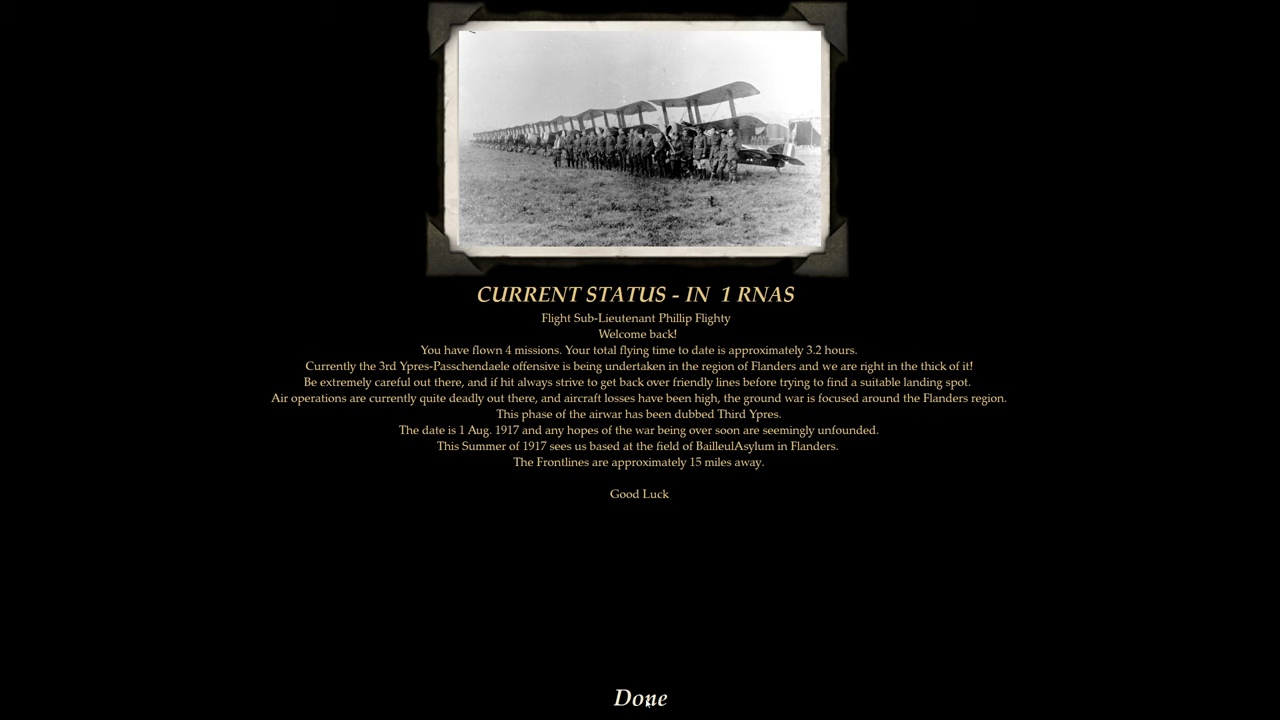 CURRENT STATUS - IN 1 RNAS
Flight Sub-Lieutenant Phillip Flighty
Welcome back!
You have flown 4 missions. Your total flying time to date is approximately 3.2 hours.
Currently the 3rd Ypres-Passchendaele offensive is being undertaken in the region of Flanders and we are right in the thick of it!
Be extremely careful out there, and if hit always strive to get back over friendly lines before trying to find a suitable landing spot.
Air operations are currently quite deadly out there, and aircraft losses have been high, the ground war is focused around the Flanders region.
This phase of the airwar has been dubbed Third Ypres.
The date is 1 Aug. 1917 and any hopes of the war being over soon are seemingly unfounded.
This Summer of 1917 sees us based at the field of BailleulAsylum in Flanders.
The Frontlines are approximately 15 miles away.
Good Luck
Done